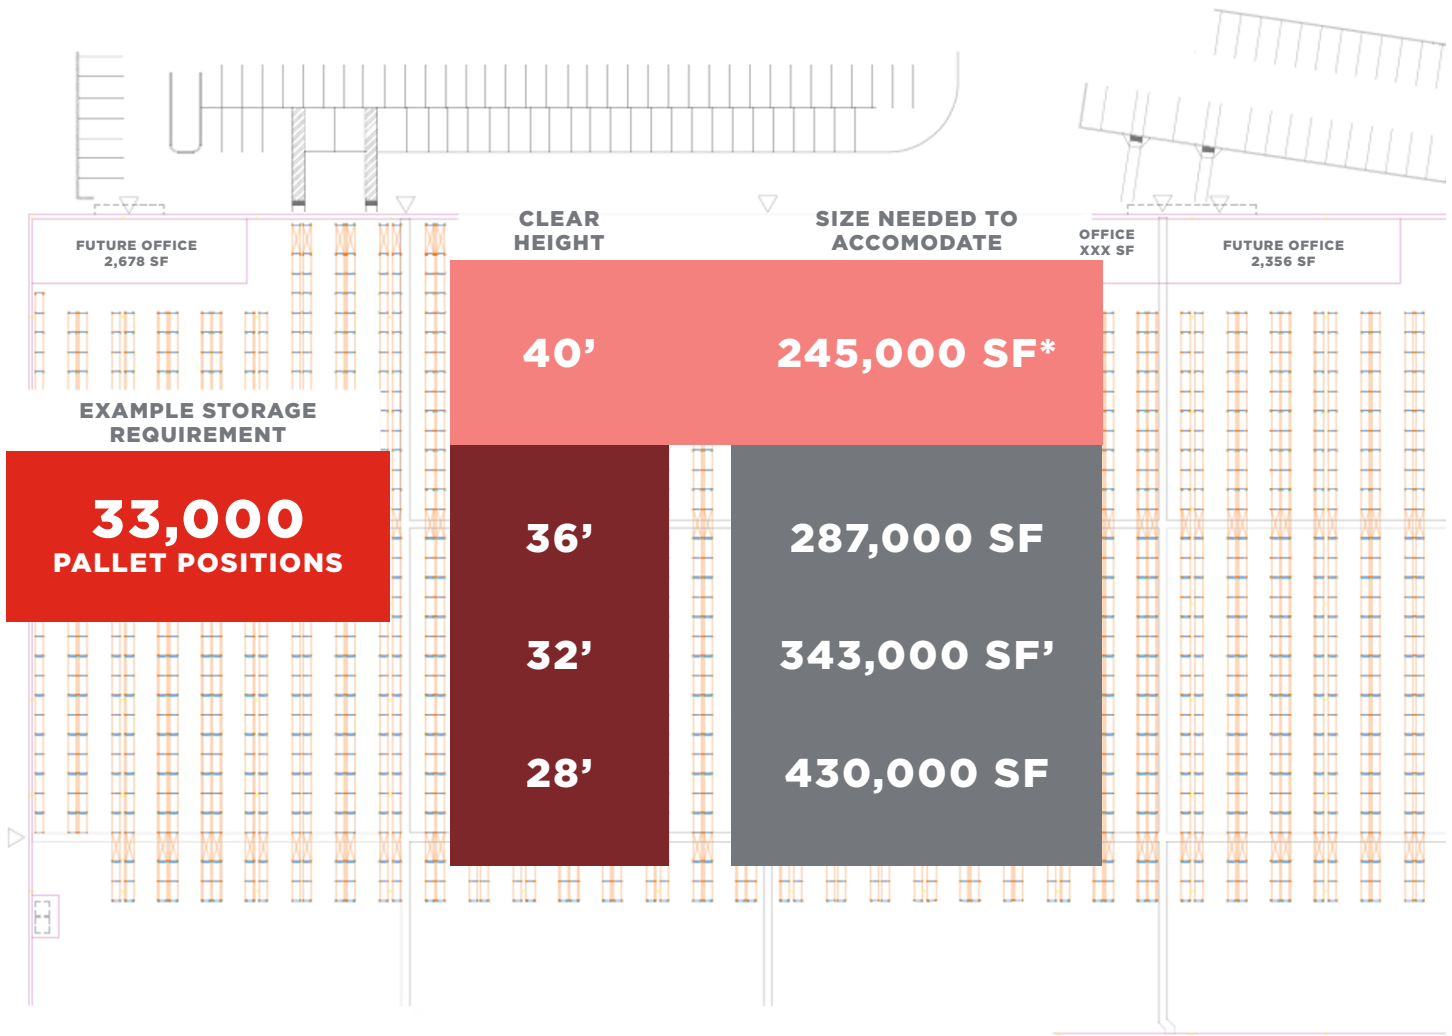 CLEAR
HEIGHT
SIZE NEEDED TO
ACCOMODATE
FUTURE OFFICE
2,678 SF
OFFICE
XXX SF
FUTURE OFFICE
2,356 SF
40’
245,000 SF*
EXAMPLE STORAGE
REQUIREMENT
33,000
PALLET POSITIONS
36’
287,000 SF
32’
343,000 SF’
28’
430,000 SF